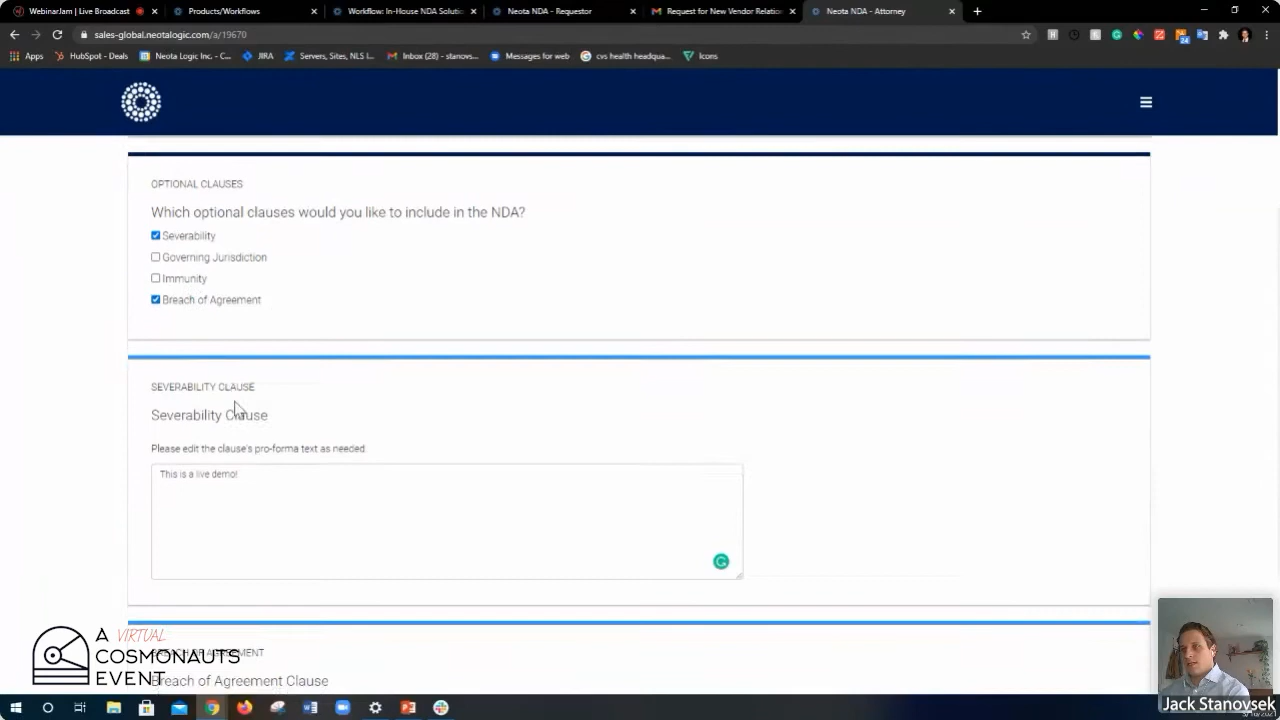 WebinarJam | Live Broadcast
Products/Workflows
Workflow: In-House NDA Soluti
Neota NDA - Requestor
Request for New Vendor Relatio
Neota NDA - Attorney
sales-global.neotalogic.com/a/19670
Apps
HubSpot - Deals
Neota Logic Inc. - C...
JIRA
Servers, Sites, NLS I...
Inbox (28) - stanovs...
Messages for web
cvs health headqua...
Icons
OPTIONAL CLAUSES
Which optional clauses would you like to include in the NDA?
Severability
Governing Jurisdiction
Immunity
Breach of Agreement
SEVERABILITY CLAUSE
Severability Clause
Please edit the clause's pro-forma text as needed
This is a live demo!
BREACH OF AGREEMENT
Breach of Agreement Clause
A VIRTUAL
COSMONAUTS
EVENT
Jack Stanovsek